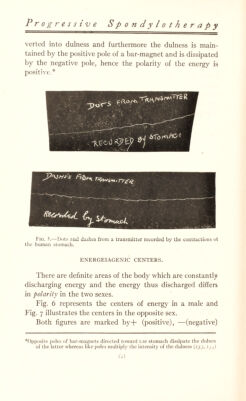 Progressive Spondylotherapy
verted into dulness and furthermore the dulness is main-
tained by the positive pole of a bar-magnet and is dissipated
by the negative pole, hence the polarity of the energy is
positive.*
DOTS FROM TRANSMITTER
RECORDED BY STOMACH
DASHES FROM TRANSMITTER
Recorded by Stomach
FIG. 5.—Dots and dashes from a transmitter recorded by the contractions of
the human stomach.
ENERGEIAGENIC CENTERS.
There are definite areas of the body which are constantly
discharging energy and the energy thus discharged differs
in polarity in the two sexes.
Fig. 6 represents the centers of energy in a male and
Fig. 7 illustrates the centers in the opposite sex.
Both figures are marked by + (positive), —(negative)
*Opposite poles of bar-magnets directed toward the stomach dissipate the dulness
of the latter whereas like poles multiply the intensity of the dulness